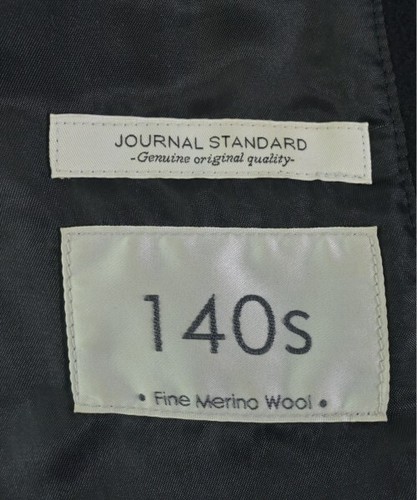 JOURNAL STANDARD
-Genuine original quality-
140s
• Fine Merino Wool •